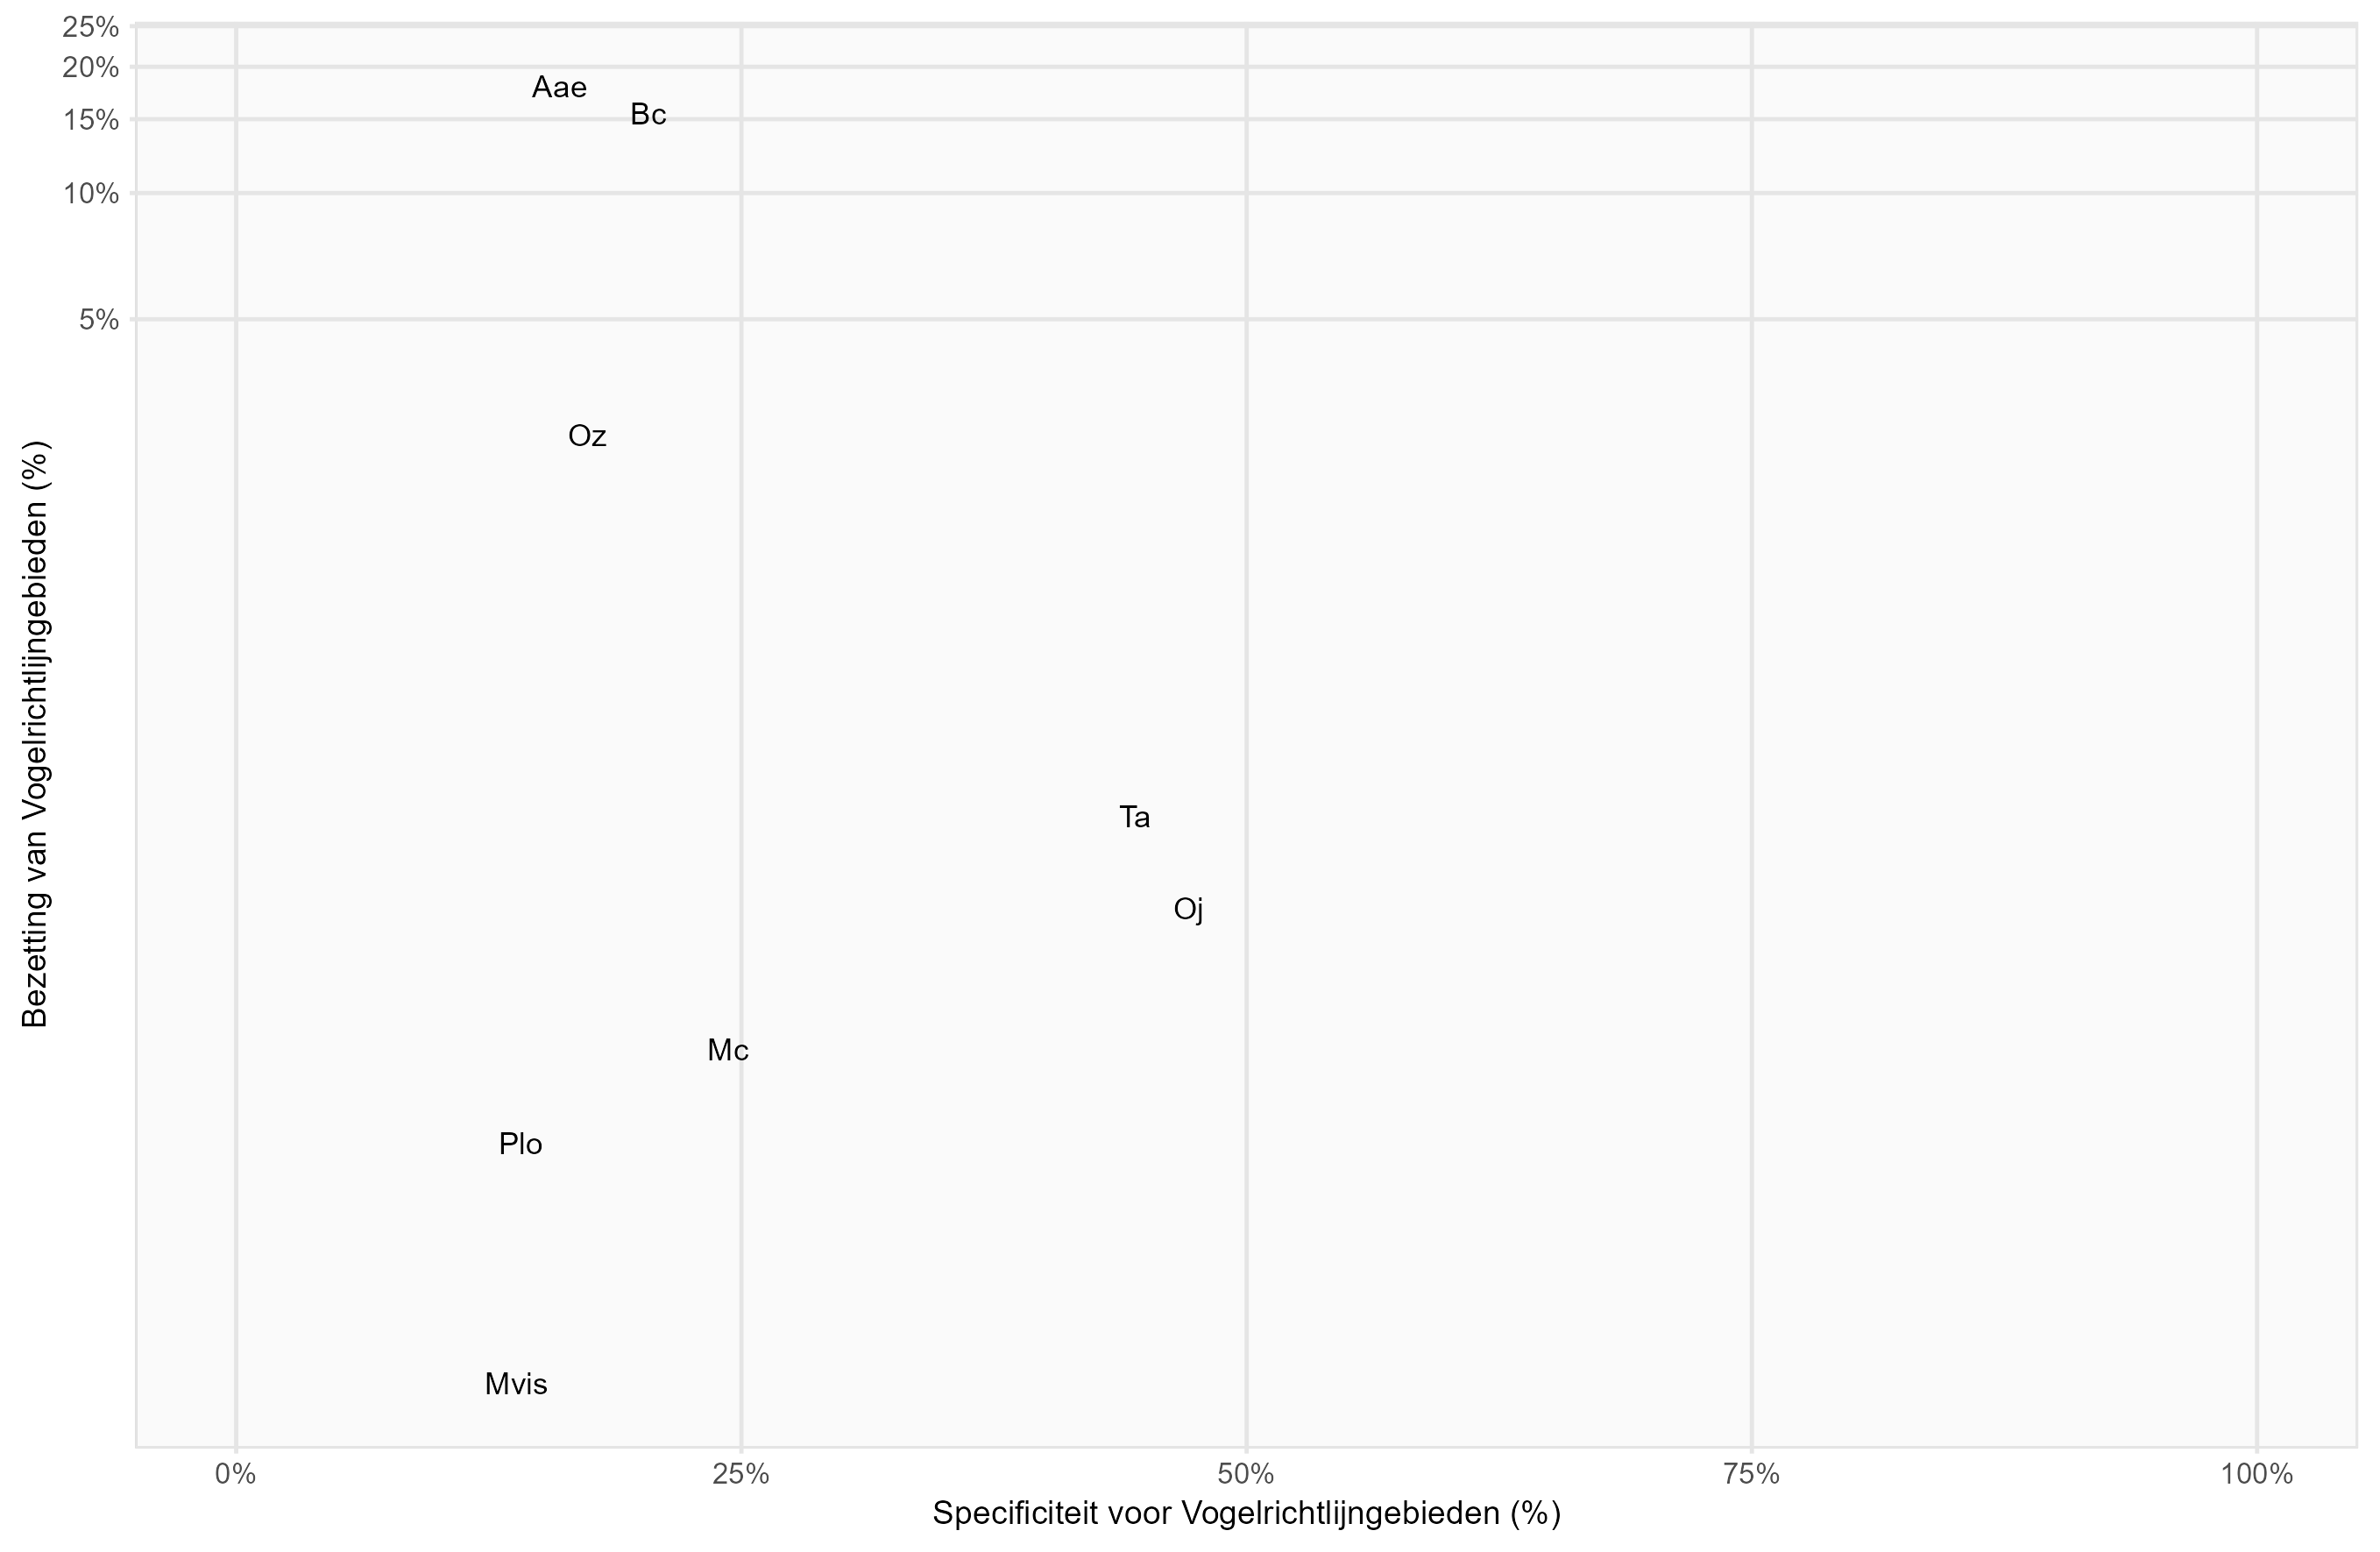 25%
20%
15%
10%
5%
Bezetting van Vogelrichtlijngebieden (%)
Aae
Bc
Oz
Ta
Oj
Mc
Plo
Mvis
0% 25% 50% 75% 100%
Specificiteit voor Vogelrichtlijngebieden (%)